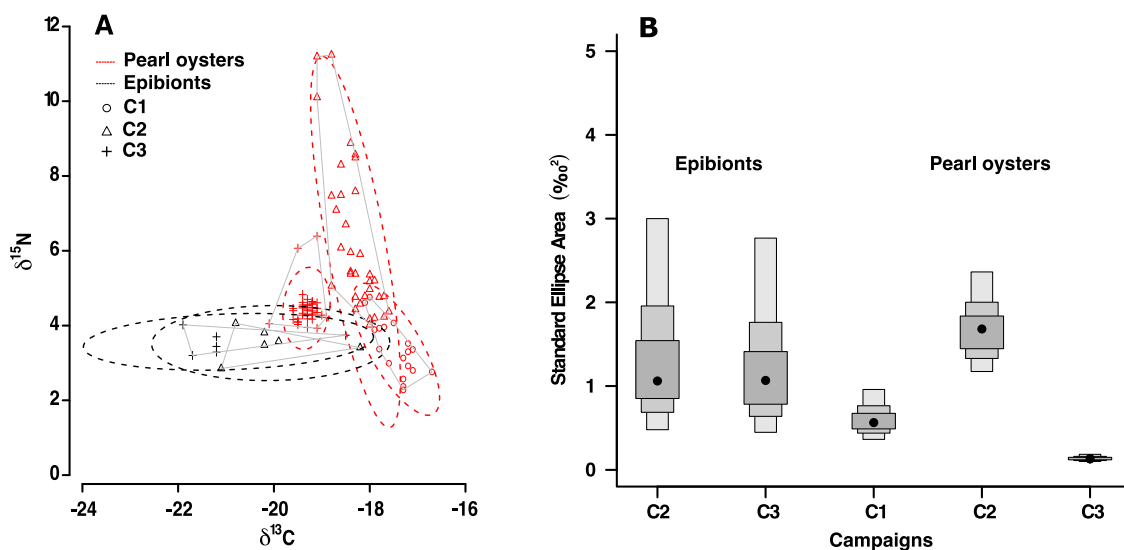 A
12
10
8
6
4
2
0
δ15N
Pearl oysters
Epibionts
C1
C2
C3
-24 -22 -20 -18 -16
δ13C
B
5
4
3
2
1
0
Standard Ellipse Area (‰²)
Epibionts Pearl oysters
C2 C3 C1 C2 C3
Campaigns